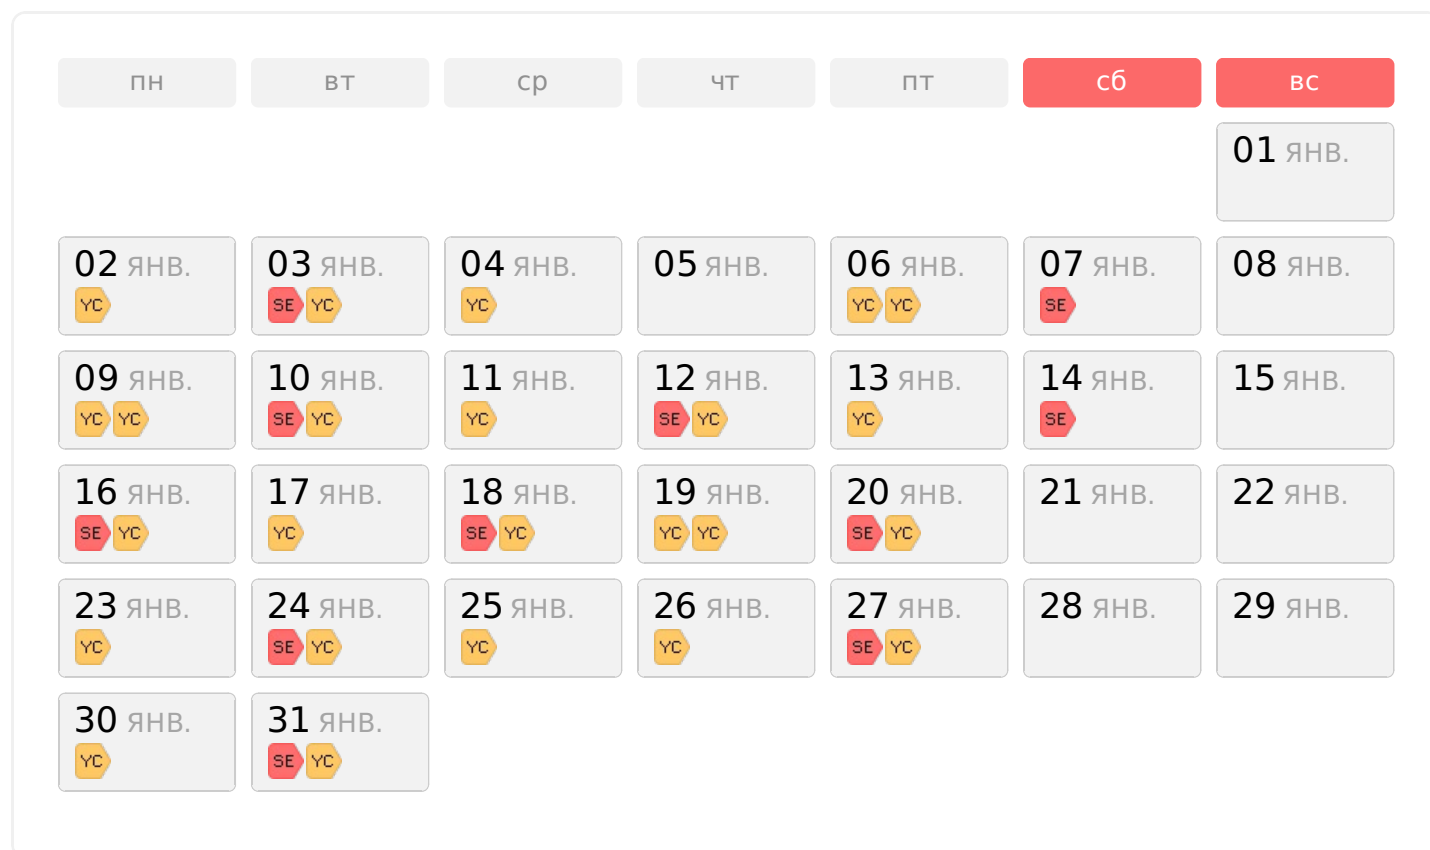 пн вт ср чт пт сб вс
01 янв.
02 янв. 03 янв. 04 янв. 05 янв. 06 янв. 07 янв. 08 янв.
YC SE YC YC YC YC SE
09 янв. 10 янв. 11 янв. 12 янв. 13 янв. 14 янв. 15 янв.
YC YC SE YC YC SE YC YC SE
16 янв. 17 янв. 18 янв. 19 янв. 20 янв. 21 янв. 22 янв.
SE YC YC SE YC YC YC SE YC
23 янв. 24 янв. 25 янв. 26 янв. 27 янв. 28 янв. 29 янв.
YC SE YC YC YC SE YC
30 янв. 31 янв.
YC SE YC